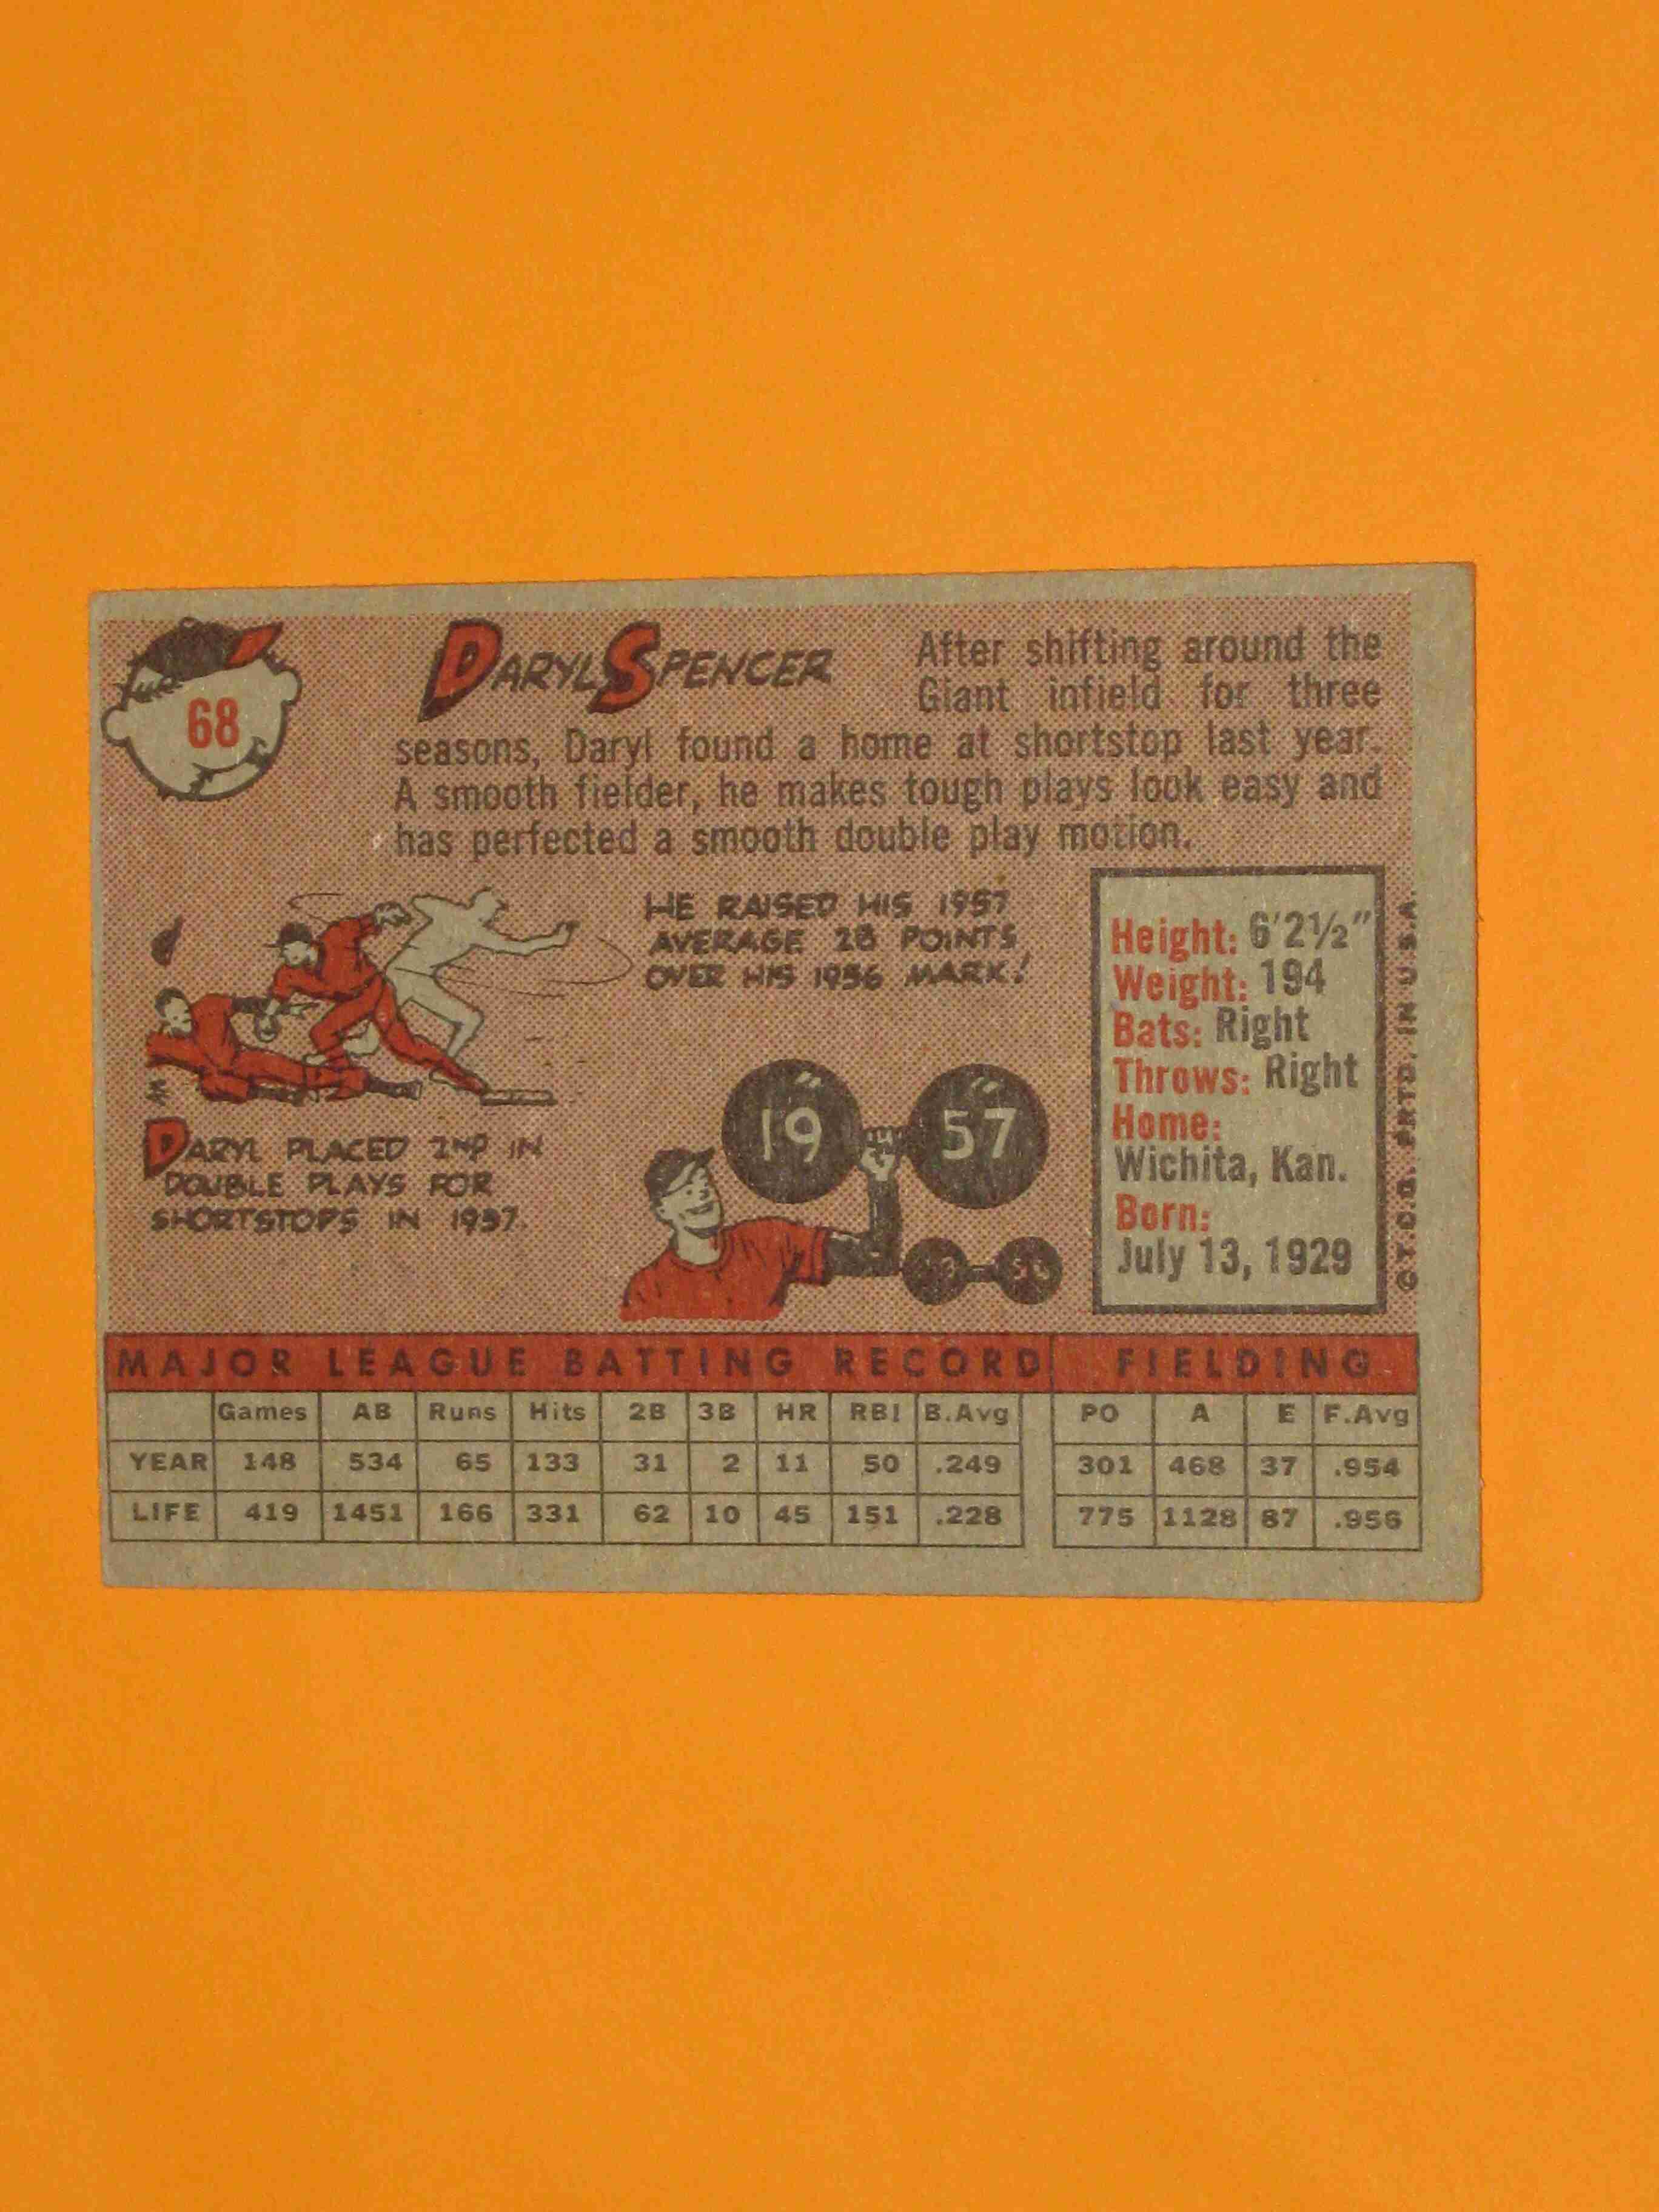 68
DARYL SPENCER
After shifting around the
Giant infield for three
seasons, Daryl found a home at shortstop last year.
A smooth fielder, he makes tough plays look easy and
has perfected a smooth double play motion.
HE RAISED HIS 1957
AVERAGE 28 POINTS
OVER HIS 1956 MARK!
DARYL PLACED 2ND IN
DOUBLE PLAYS FOR
SHORTSTOPS IN 1957.
19 57
19 56
Height: 6'2½"
Weight: 194
Bats: Right
Throws: Right
Home:
Wichita, Kan.
Born:
July 13, 1929
© T.C.G. PRTD. IN U.S.A.
MAJOR LEAGUE BATTING RECORD FIELDING
Games AB Runs Hits 2B 3B HR RBI B.Avg PO A E F.Avg
YEAR 148 534 65 133 31 2 11 50 .249 301 468 37 .954
LIFE 419 1451 166 331 62 10 45 151 .228 775 1128 87 .956